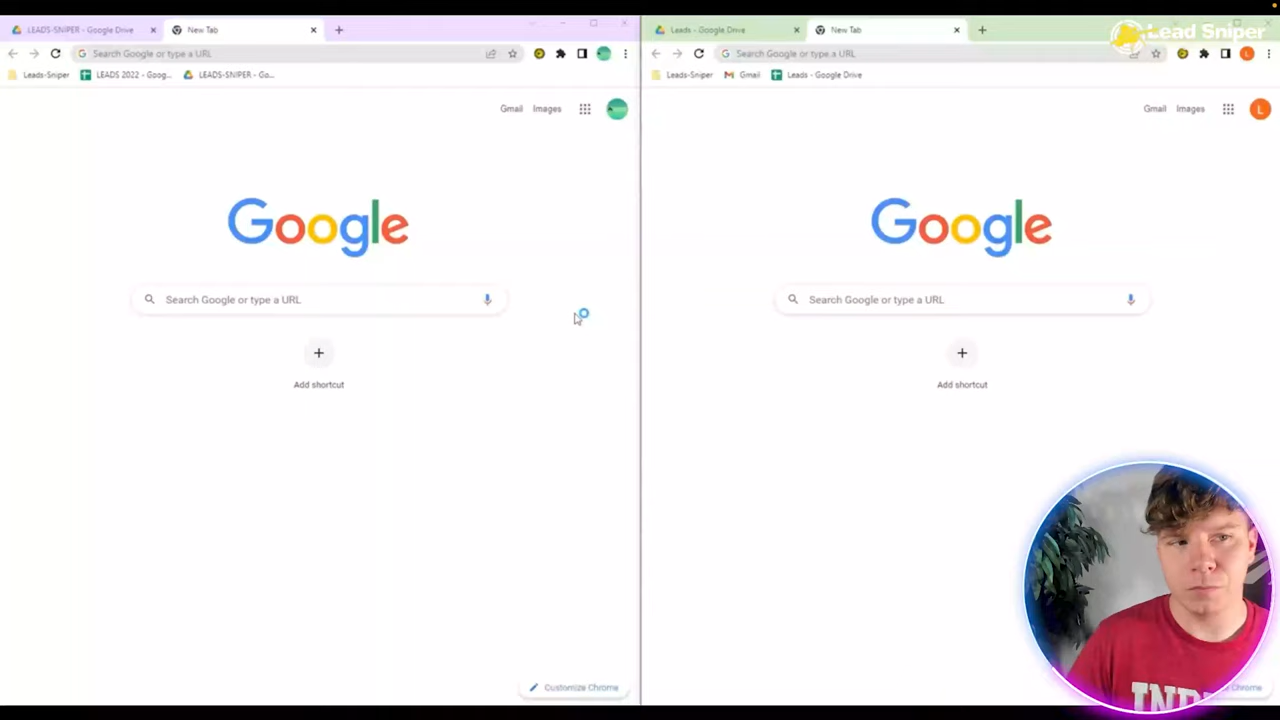 LEADS-SNIPER - Google Drive
New Tab
Search Google or type a URL
Leads-Sniper
LEADS 2022 - Goog...
LEADS-SNIPER - Go...
Gmail
Images
Google
Search Google or type a URL
Add shortcut
Customize Chrome
Leads - Google Drive
New Tab
Lead Sniper
Search Google or type a URL
L
Leads-Sniper
Gmail
Leads - Google Drive
Gmail
Images
L
Google
Search Google or type a URL
Add shortcut
Chrome